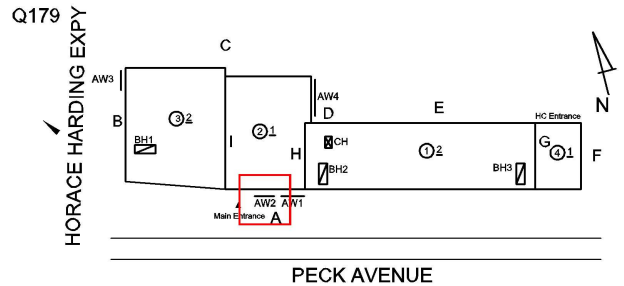 Q179
HORACE HARDING EXPY
C
AW3
AW4
D
E
HC Entrance
N
B
③ 2
② 1
I
BH1
H
CH
① 2
G
④ 1
F
BH2
BH3
AW2
AW1
Main Entrance
A
PECK AVENUE